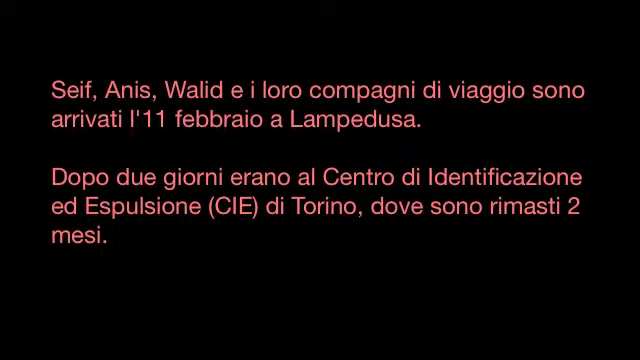 Seif, Anis, Walid e i loro compagni di viaggio sono
arrivati l'11 febbraio a Lampedusa.
Dopo due giorni erano al Centro di Identificazione
ed Espulsione (CIE) di Torino, dove sono rimasti 2
mesi.